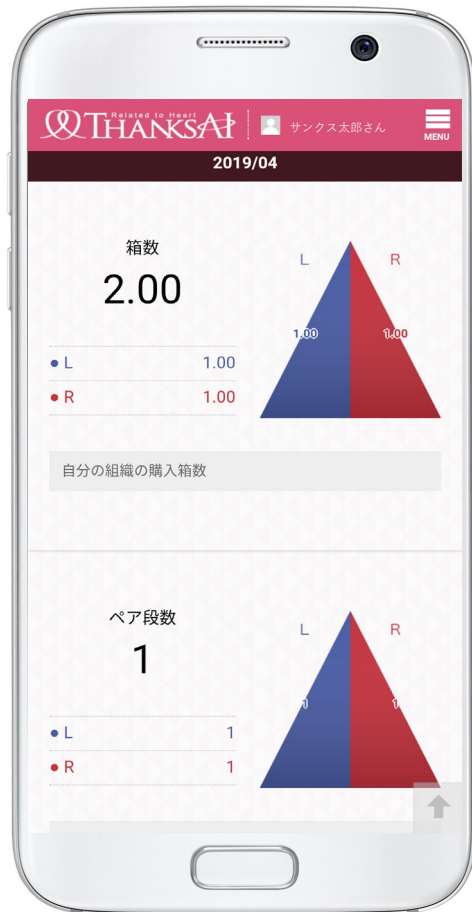 Related to Heart
THANKSAI
サンクス太郎さん
MENU
2019/04
箱数
2.00
L
R
1.00
1.00
● L 1.00
● R 1.00
自分の組織の購入箱数
ペア段数
1
L
R
1
1
● L 1
● R 1